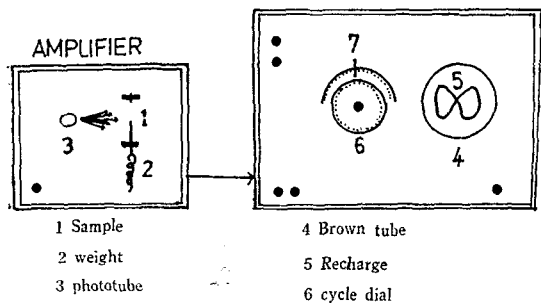 AMPLIFIER
1
2
3
7
6
5
4
1 Sample
2 weight
3 phototube
4 Brown tube
5 Recharge
6 cycle dial